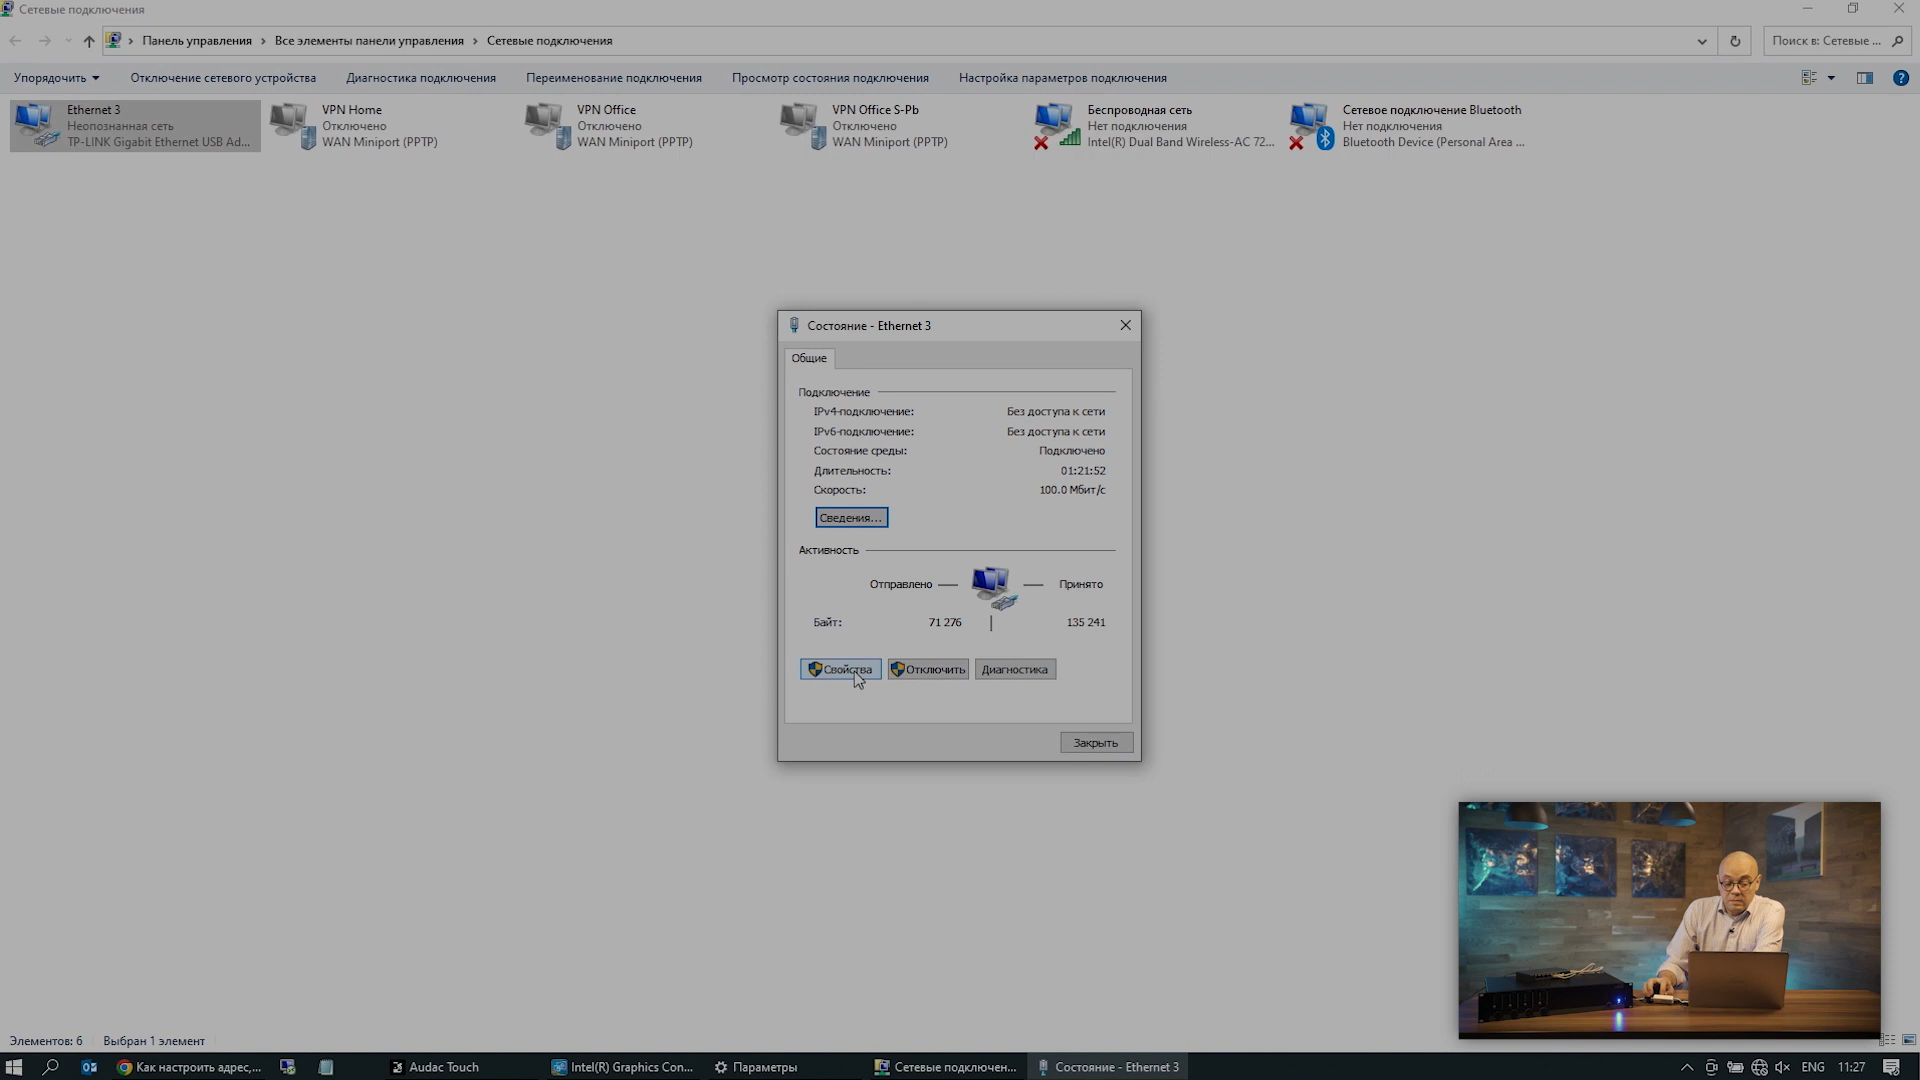 Сетевые подключения
Панель управления > Все элементы панели управления > Сетевые подключения
Поиск в: Сетевые ...
Упорядочить
Отключение сетевого устройства
Диагностика подключения
Переименование подключения
Просмотр состояния подключения
Настройка параметров подключения
Ethernet 3
Неопознанная сеть
TP-LINK Gigabit Ethernet USB Ad...
VPN Home
Отключено
WAN Miniport (PPTP)
VPN Office
Отключено
WAN Miniport (PPTP)
VPN Office S-Pb
Отключено
WAN Miniport (PPTP)
Беспроводная сеть
Нет подключения
Intel(R) Dual Band Wireless-AC 72...
Сетевое подключение Bluetooth
Нет подключения
Bluetooth Device (Personal Area ...
Состояние - Ethernet 3
Общие
Подключение
IPv4-подключение: Без доступа к сети
IPv6-подключение: Без доступа к сети
Состояние среды: Подключено
Длительность: 01:21:52
Скорость: 100.0 Мбит/с
Сведения...
Активность
Отправлено — — Принято
Байт: 71 276 | 135 241
Свойства
Отключить
Диагностика
Закрыть
Элементов: 6 Выбран 1 элемент
Как настроить адрес,...
Audac Touch
Intel(R) Graphics Con...
Параметры
Сетевые подключен...
Состояние - Ethernet 3
ENG
11:27